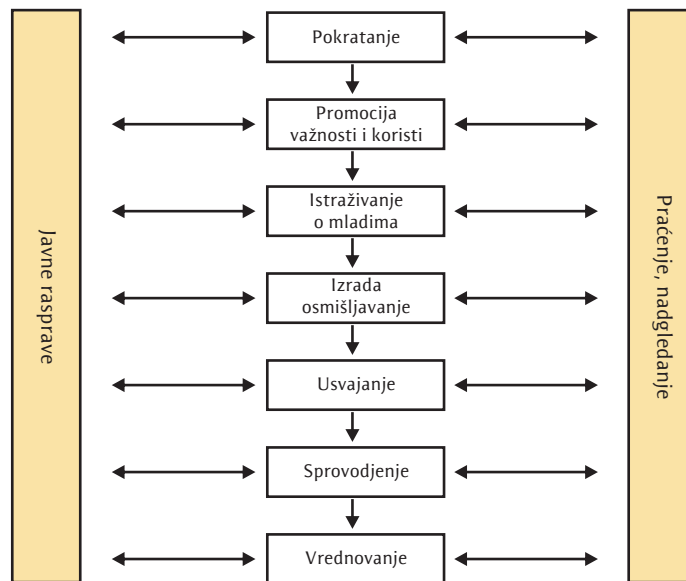 Javne rasprave
Pokratanje
Promocija
važnosti i koristi
Istraživanje
o mladima
Izrada
osmišljavanje
Usvajanje
Sprovodjenje
Vrednovanje
Praćenje, nadgledanje